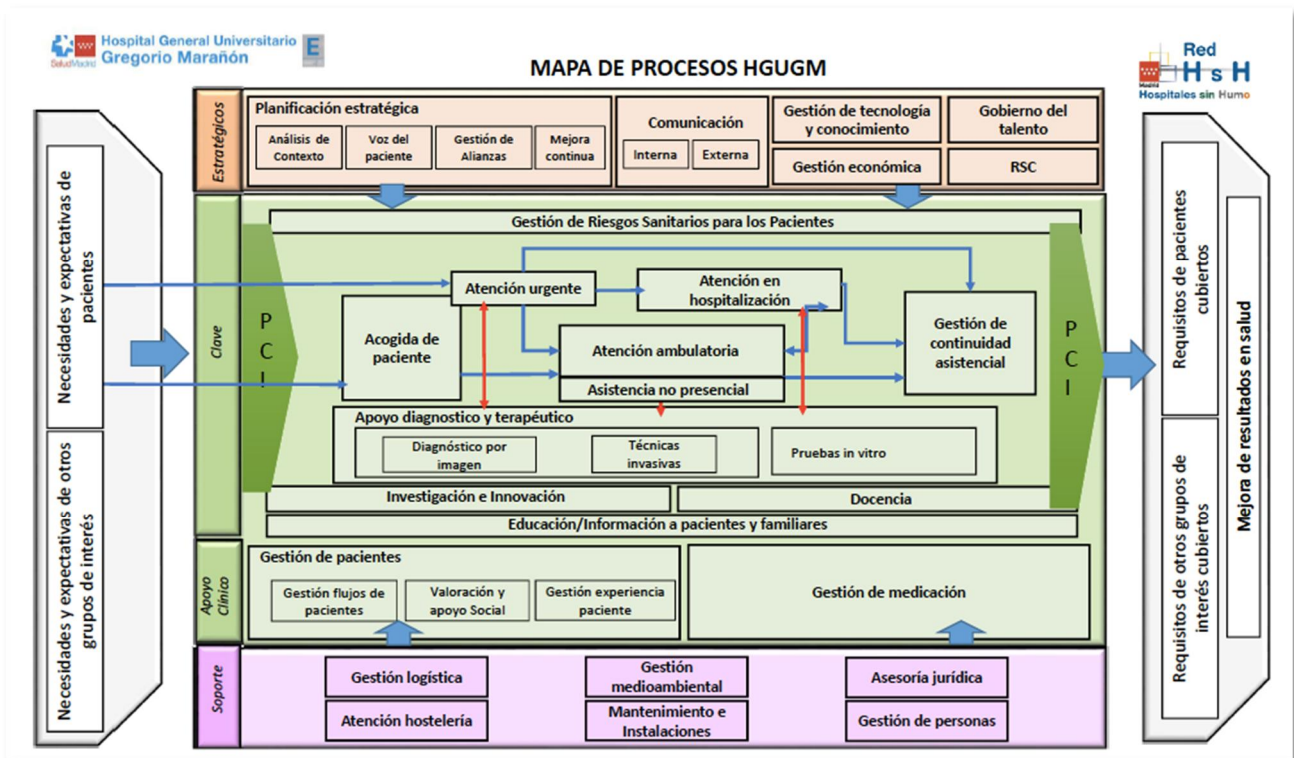 SaludMadrid
Hospital General Universitario
Gregorio Marañón
E
MAPA DE PROCESOS HGUGM
Red
HsH
Madrid
Hospitales sin Humo
Necesidades y expectativas de
pacientes
Necesidades y expectativas de otros
grupos de interés
Estratégicos
Planificación estratégica
Análisis de
Contexto
Voz del
paciente
Gestión de
Alianzas
Mejora
continua
Comunicación
Interna
Externa
Gestión de tecnología
y conocimiento
Gobierno del
talento
Gestión económica
RSC
Clave
Gestión de Riesgos Sanitarios para los Pacientes
P
C
I
Atención urgente
Atención en
hospitalización
Acogida de
paciente
Atención ambulatoria
Asistencia no presencial
Gestión de
continuidad
asistencial
P
C
I
Apoyo diagnostico y terapéutico
Diagnóstico por
imagen
Técnicas
invasivas
Pruebas in vitro
Investigación e Innovación
Docencia
Educación/Información a pacientes y familiares
Apoyo
Clínico
Gestión de pacientes
Gestión flujos de
pacientes
Valoración y
apoyo Social
Gestión experiencia
paciente
Gestión de medicación
Soporte
Gestión logística
Gestión
medioambiental
Asesoría jurídica
Atención hostelería
Mantenimiento e
Instalaciones
Gestión de personas
Requisitos de pacientes
cubiertos
Requisitos de otros grupos de
interés cubiertos
Mejora de resultados en salud